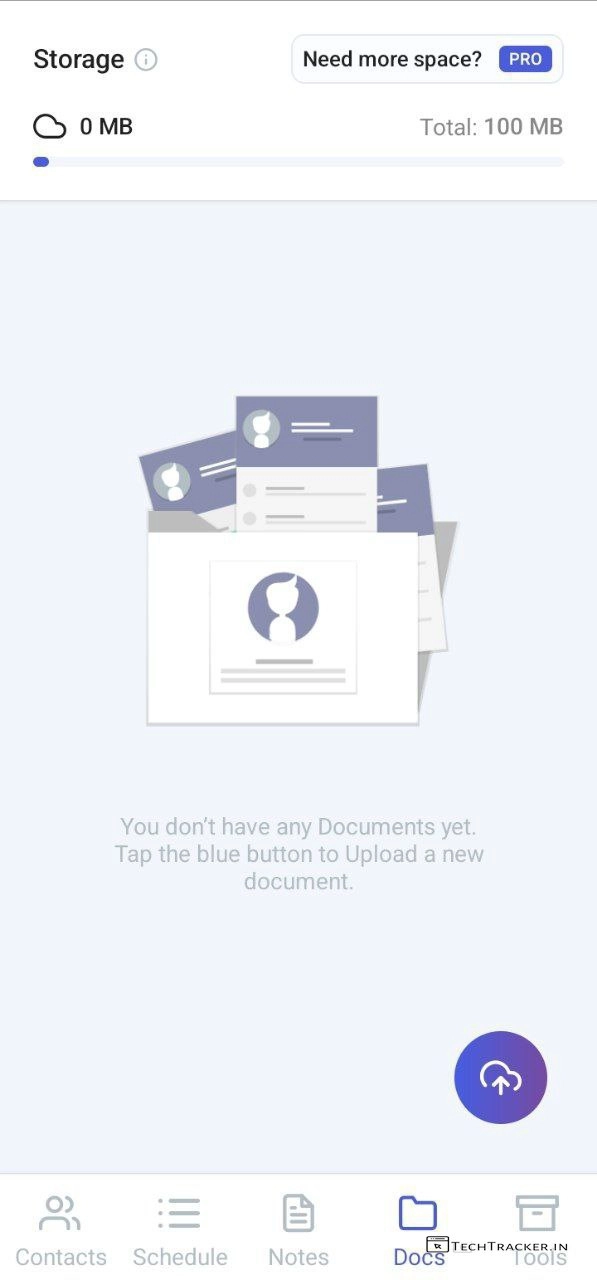 Storage
Need more space? PRO
0 MB
Total: 100 MB
You don’t have any Documents yet.
Tap the blue button to Upload a new
document.
Contacts
Schedule
Notes
Docs
Tools
TechTracker.in